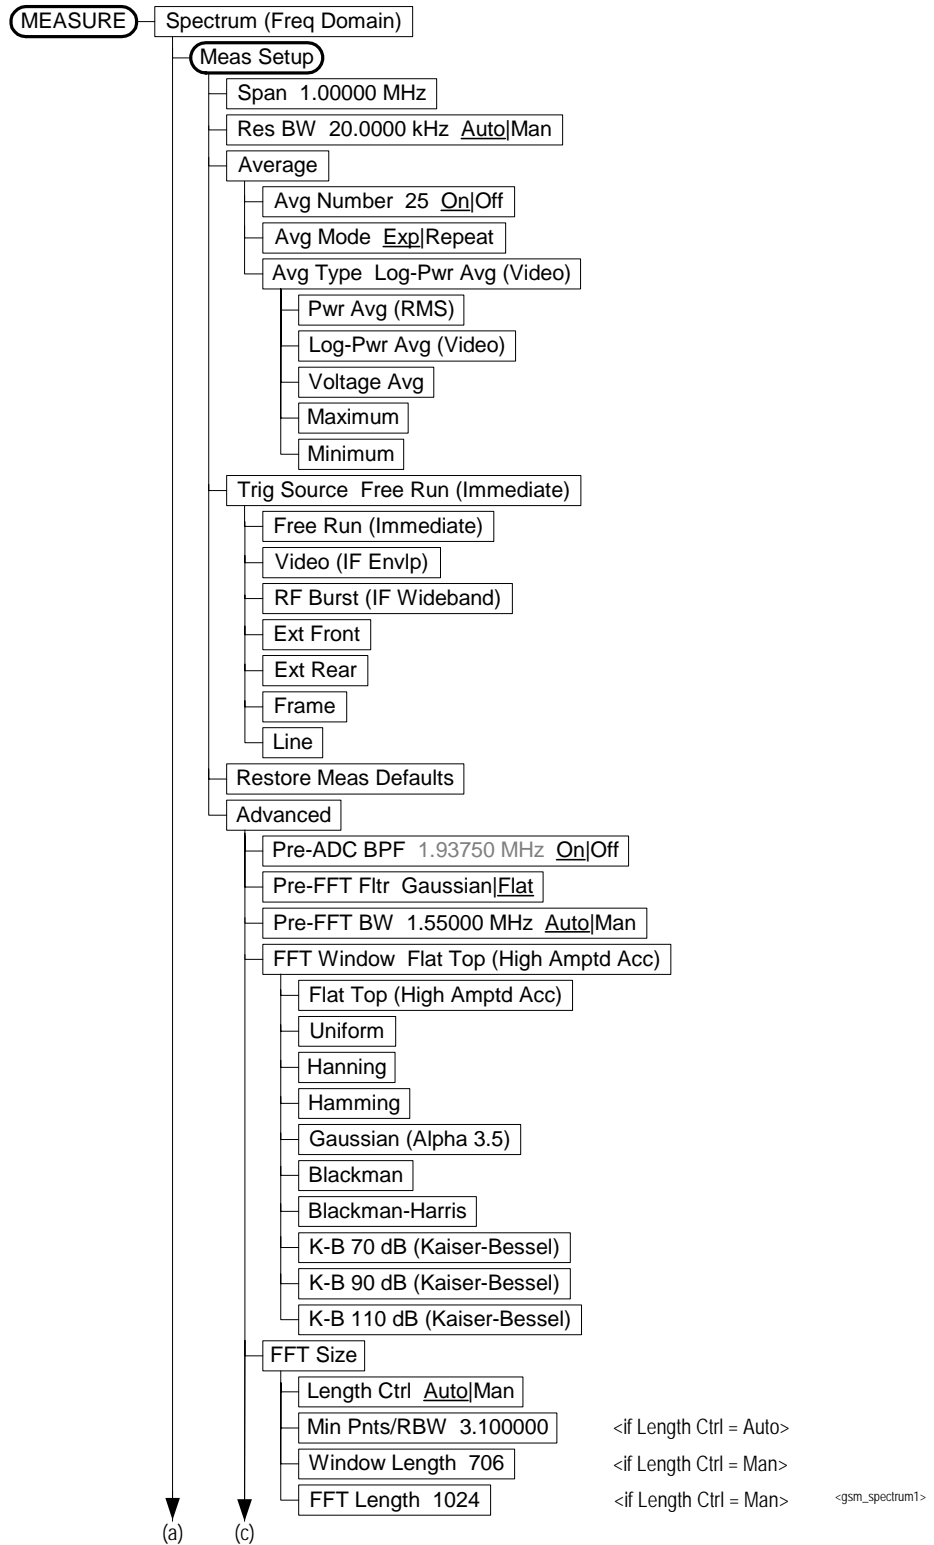 MEASURE Spectrum (Freq Domain)
Meas Setup
Span 1.00000 MHz
Res BW 20.0000 kHz Auto|Man
Average
Avg Number 25 On|Off
Avg Mode Exp|Repeat
Avg Type Log-Pwr Avg (Video)
Pwr Avg (RMS)
Log-Pwr Avg (Video)
Voltage Avg
Maximum
Minimum
Trig Source Free Run (Immediate)
Free Run (Immediate)
Video (IF Envlp)
RF Burst (IF Wideband)
Ext Front
Ext Rear
Frame
Line
Restore Meas Defaults
Advanced
Pre-ADC BPF 1.93750 MHz On|Off
Pre-FFT Fltr Gaussian|Flat
Pre-FFT BW 1.55000 MHz Auto|Man
FFT Window Flat Top (High Amptd Acc)
Flat Top (High Amptd Acc)
Uniform
Hanning
Hamming
Gaussian (Alpha 3.5)
Blackman
Blackman-Harris
K-B 70 dB (Kaiser-Bessel)
K-B 90 dB (Kaiser-Bessel)
K-B 110 dB (Kaiser-Bessel)
FFT Size
Length Ctrl Auto|Man
Min Pnts/RBW 3.100000 <if Length Ctrl = Auto>
Window Length 706 <if Length Ctrl = Man>
FFT Length 1024 <if Length Ctrl = Man> <gsm_spectrum1>
(a) (c)